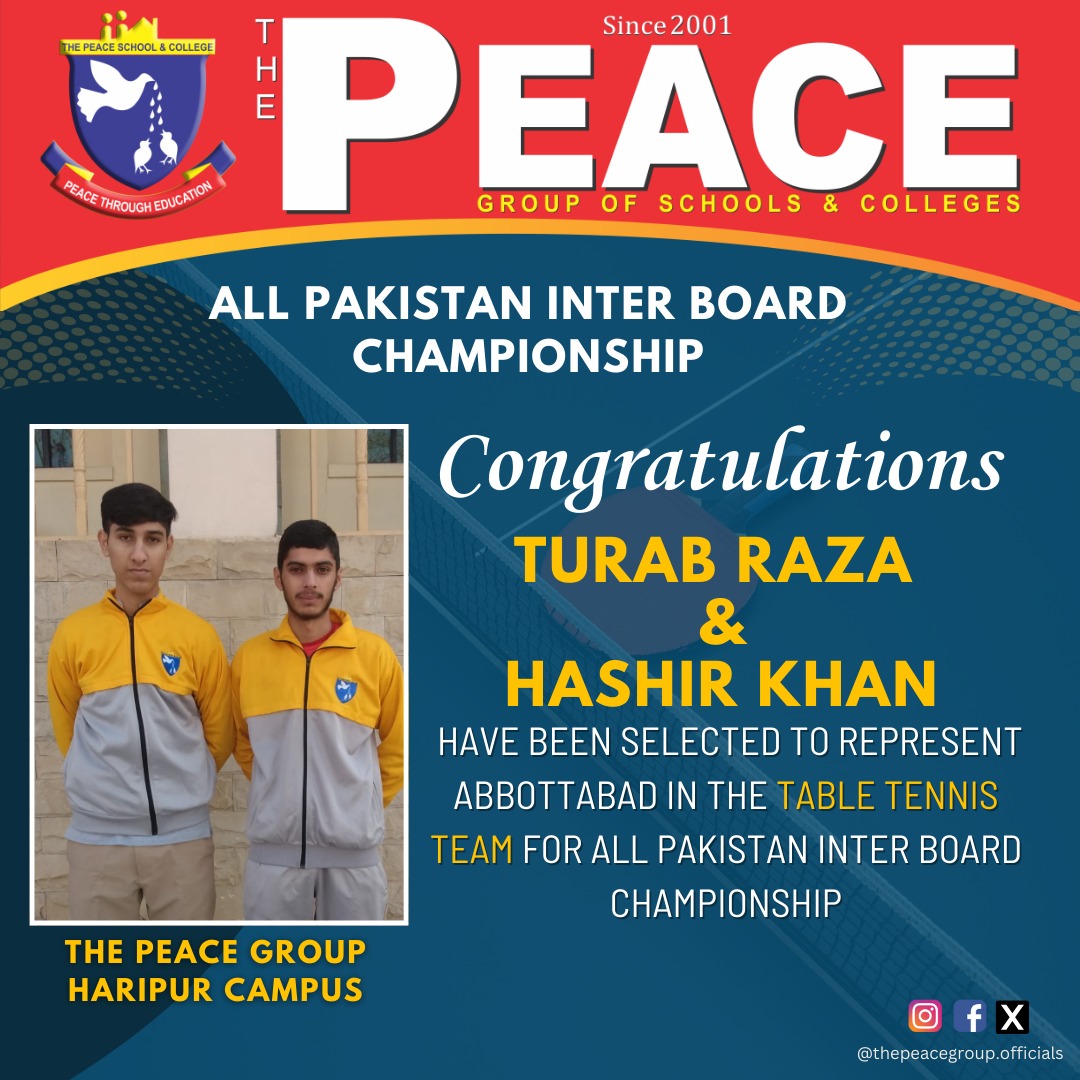 THE PEACE SCHOOL & COLLEGE
PEACE THROUGH EDUCATION
THE
Since 2001
PEACE
GROUP OF SCHOOLS & COLLEGES
ALL PAKISTAN INTER BOARD
CHAMPIONSHIP
Congratulations
TURAB RAZA
&
HASHIR KHAN
HAVE BEEN SELECTED TO REPRESENT
ABBOTTABAD IN THE TABLE TENNIS
TEAM FOR ALL PAKISTAN INTER BOARD
CHAMPIONSHIP
THE PEACE GROUP
HARIPUR CAMPUS
@thepeacegroup.officials